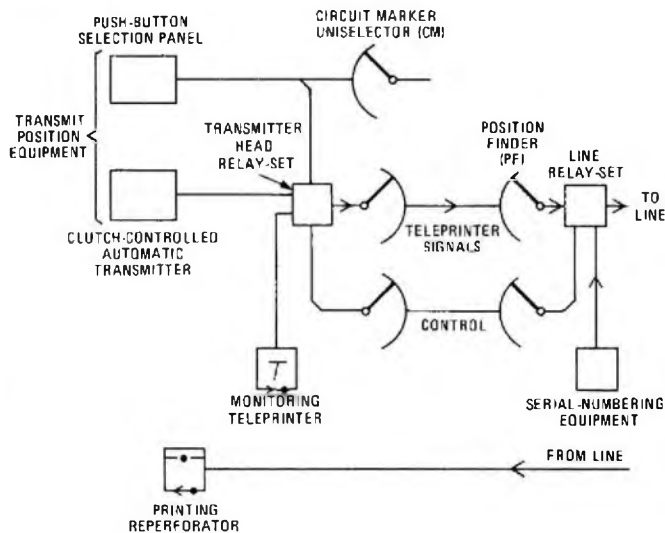 PUSH-BUTTON
SELECTION PANEL
CIRCUIT MARKER
UNISELECTOR (CM)
TRANSMIT
POSITION
EQUIPMENT
TRANSMITTER
HEAD
RELAY-SET
POSITION
FINDER
(PF)
LINE
RELAY-SET
TO
LINE
TELEPRINTER
SIGNALS
CLUTCH-CONTROLLED
AUTOMATIC
TRANSMITTER
CONTROL
T
MONITORING
TELEPRINTER
SERIAL-NUMBERING
EQUIPMENT
FROM LINE
PRINTING
REPERFORATOR